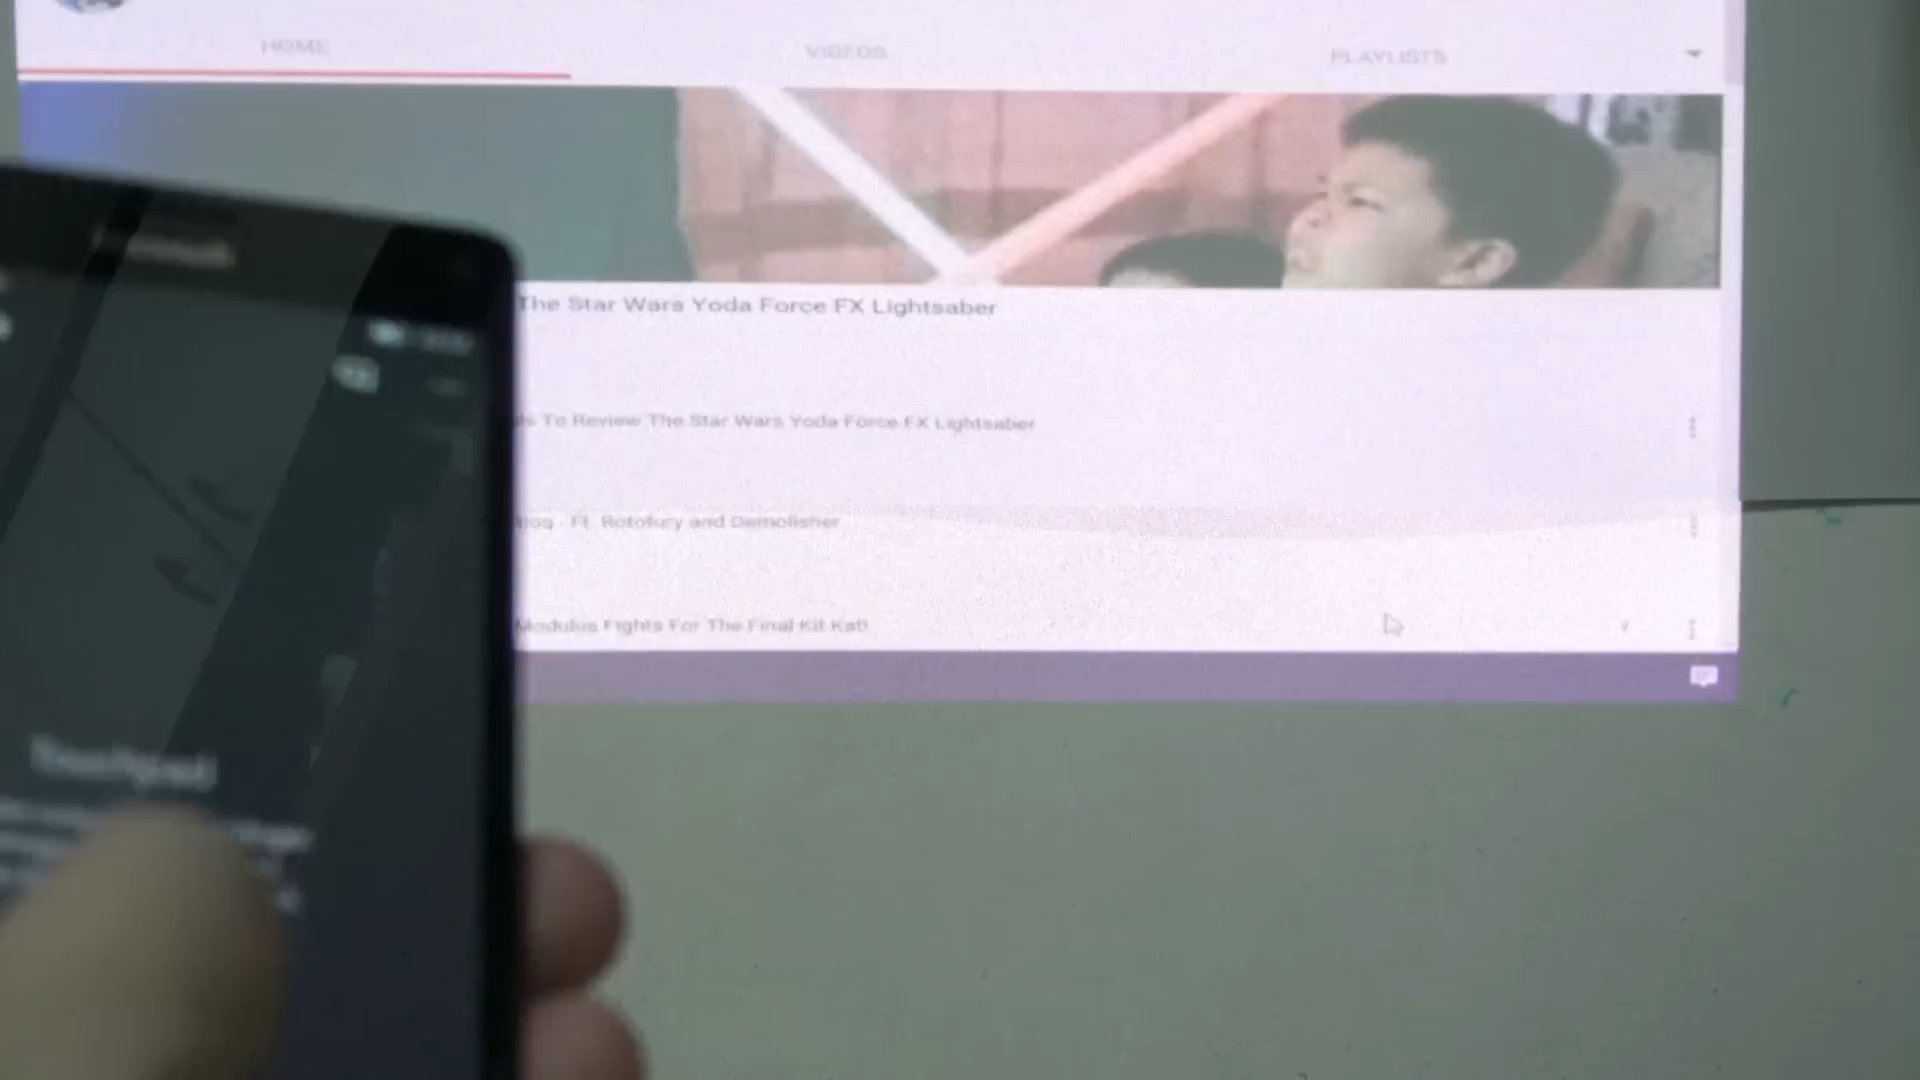 HOME VIDEOS PLAYLISTS
The Star Wars Yoda Force FX Lightsaber
To Review The Star Wars Yoda Force FX Lightsaber
Ft. Rotofury and Demolisher
Modulus Fights For The Final Kit Kat!
Touchpad